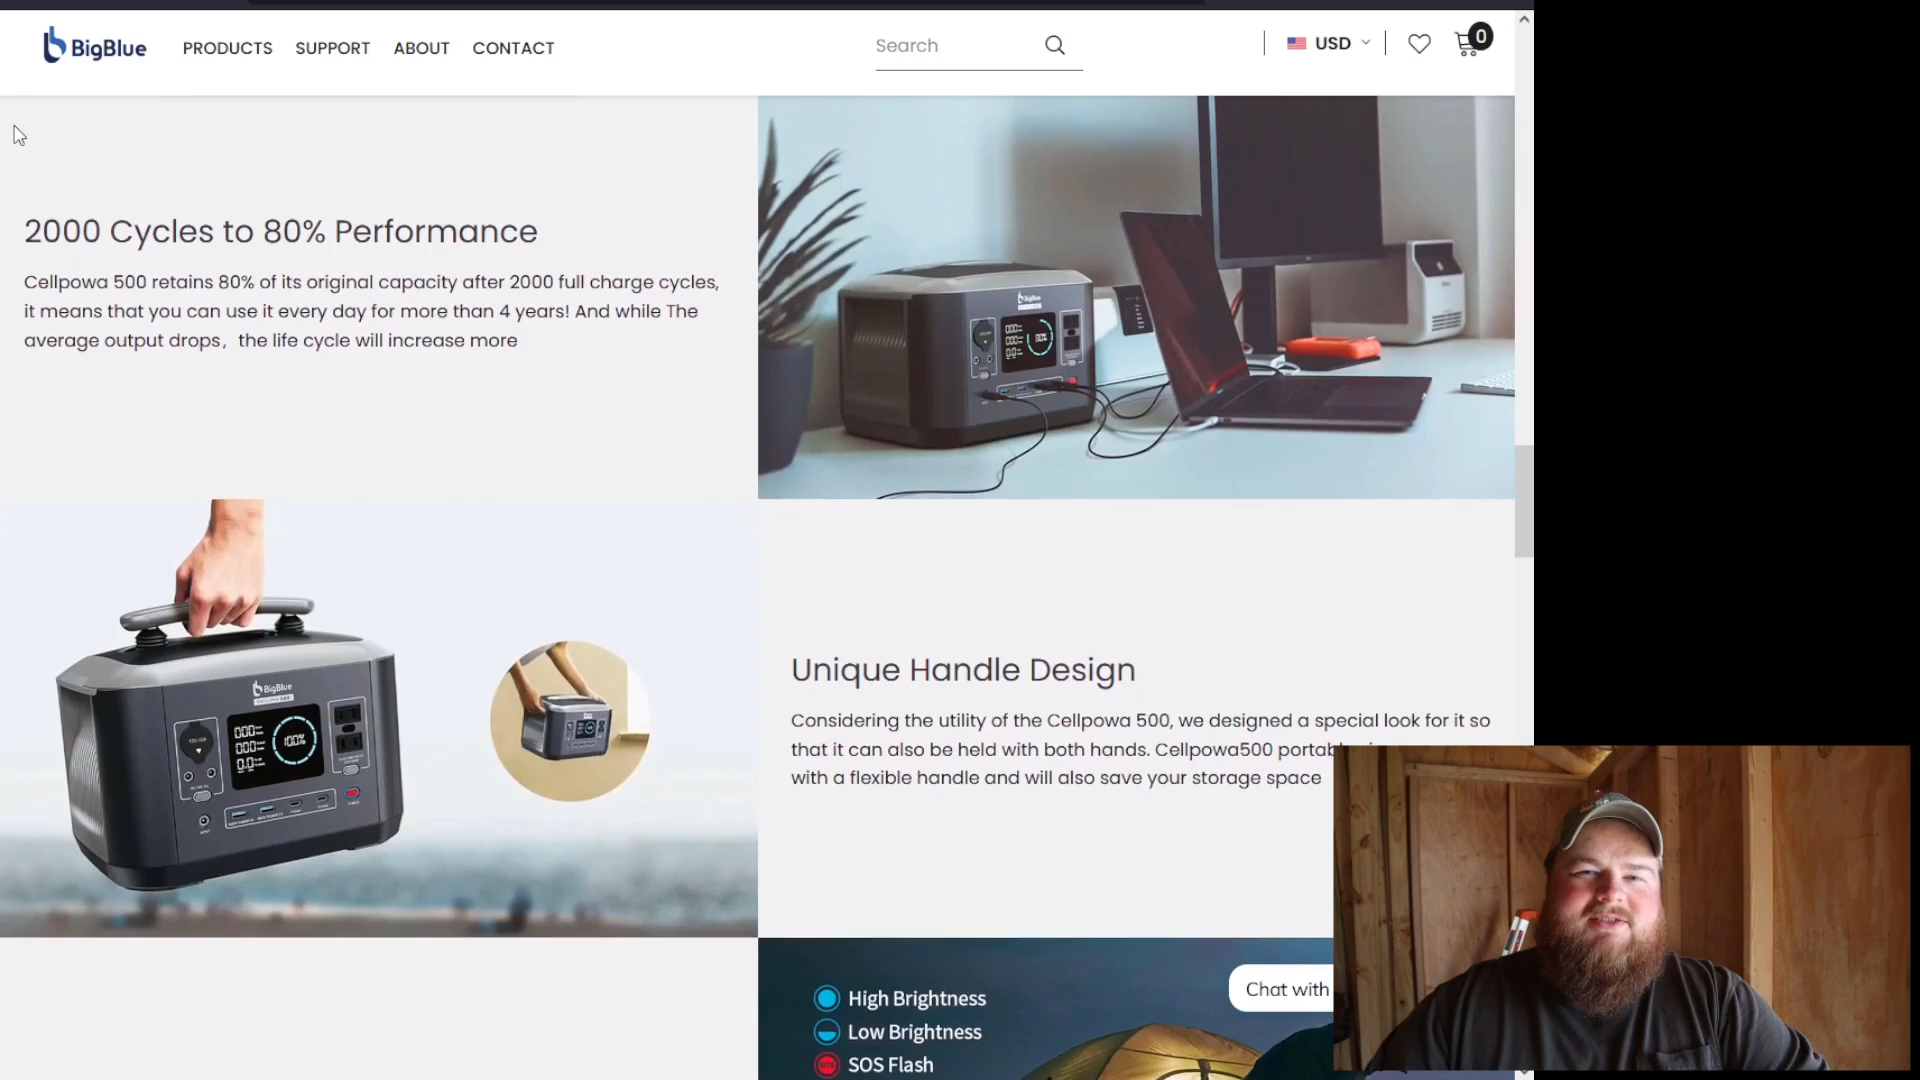 BigBlue PRODUCTS SUPPORT ABOUT CONTACT Search USD 0
2000 Cycles to 80% Performance
Cellpowa 500 retains 80% of its original capacity after 2000 full charge cycles,
it means that you can use it every day for more than 4 years! And while The
average output drops, the life cycle will increase more
BigBlue
80%
BigBlue
100%
Unique Handle Design
Considering the utility of the Cellpowa 500, we designed a special look for it so
that it can also be held with both hands. Cellpowa500
with a flexible handle and will also save your storage space
High Brightness
Low Brightness
SOS Flash
Chat with